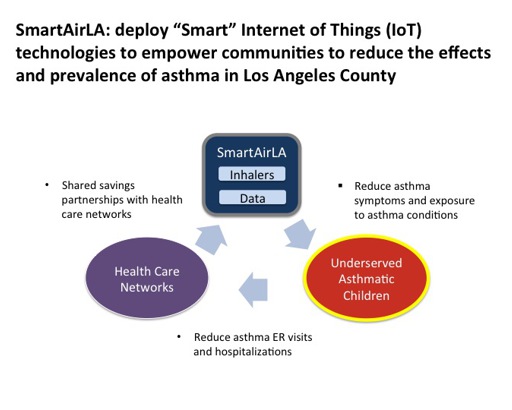 SmartAirLA: deploy “Smart” Internet of Things (IoT)
technologies to empower communities to reduce the effects
and prevalence of asthma in Los Angeles County
SmartAirLA
Inhalers
Data
• Shared savings
partnerships with health
care networks
▪ Reduce asthma
symptoms and exposure
to asthma conditions
Health Care
Networks
Underserved
Asthmatic
Children
• Reduce asthma ER visits
and hospitalizations